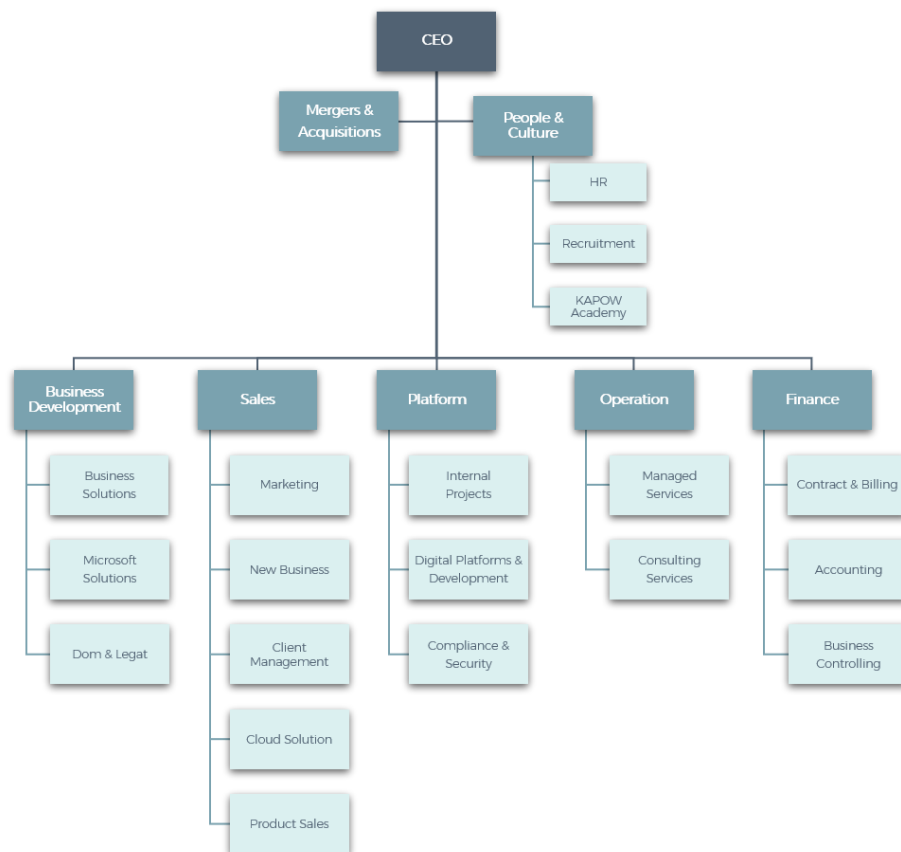 CEO
Mergers &
Acquisitions
People &
Culture
HR
Recruitment
KAPOW
Academy
Business
Development
Business
Solutions
Microsoft
Solutions
Dom & Legat
Sales
Marketing
New Business
Client
Management
Cloud Solution
Product Sales
Platform
Internal
Projects
Digital Platforms &
Development
Compliance &
Security
Operation
Managed
Services
Consulting
Services
Finance
Contract & Billing
Accounting
Business
Controlling